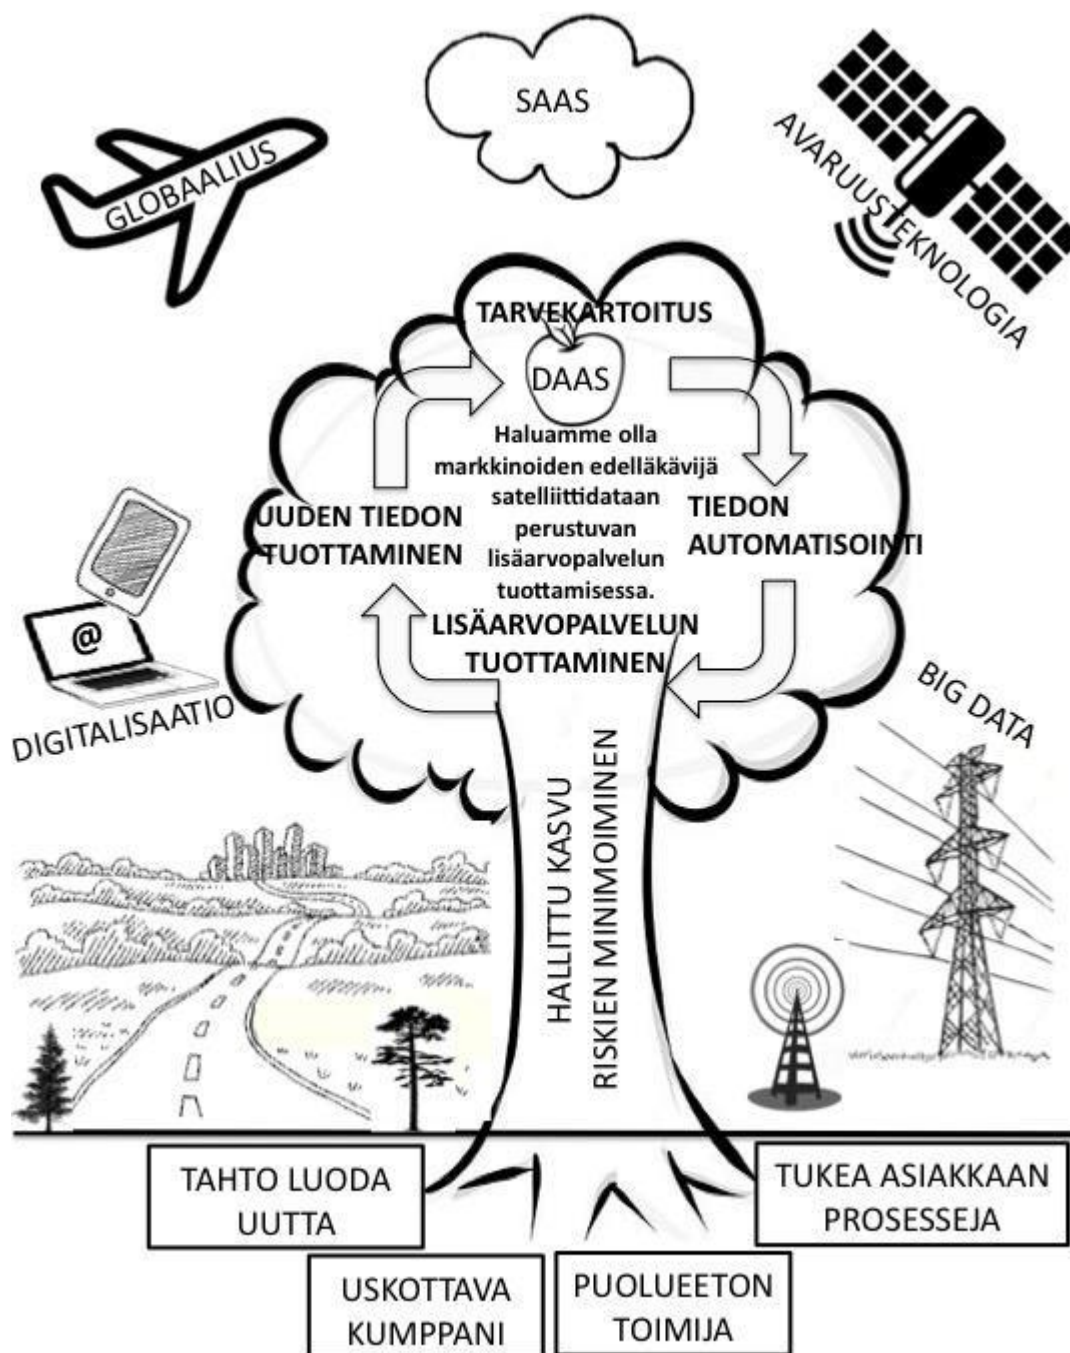 SAAS
GLOBAALIUS
AVARUUSTEKNOLOGIA
TARVEKARTOITUS
DAAS
Haluamme olla
markkinoiden edelläkävijä
satelliittidataan
perustuvan
lisäarvopalvelun
tuottamisessa.
UUDEN TIEDON
TUOTTAMINEN
TIEDON
AUTOMATISOINTI
LISÄARVOPALVELUN
TUOTTAMINEN
@
DIGITALISAATIO
BIG DATA
HALLITTU KASVU
RISKIEN MINIMOIMINEN
TAHTO LUODA
UUTTA
TUKEA ASIAKKAAN
PROSESSEJA
USKOTTAVA
KUMPPANI
PUOLUEETON
TOIMIJA